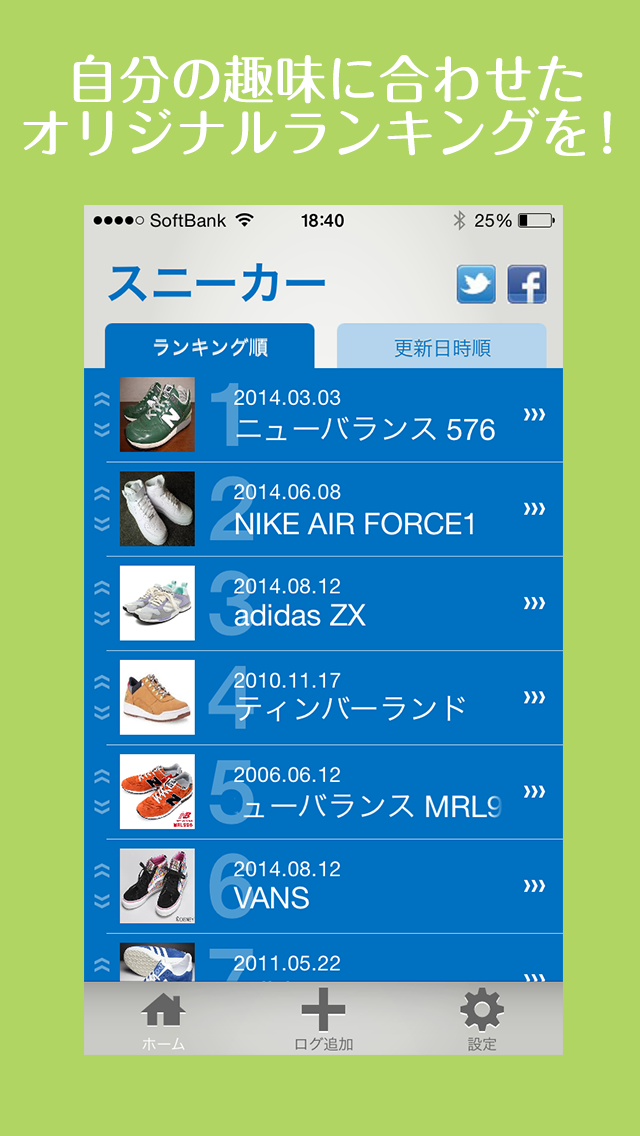 自分の趣味に合わせた
オリジナルランキングを!
SoftBank 18:40 25%
スニーカー
ランキング順 更新日時順
1 2014.03.03
ニューバランス 576
2 2014.06.08
NIKE AIR FORCE1
3 2014.08.12
adidas ZX
4 2010.11.17
ティンバーランド
5 2006.06.12
ューバランス MRL9
MRL996
6 2014.08.12
VANS
©DISNEY
7 2011.05.22
ホーム ログ追加 設定